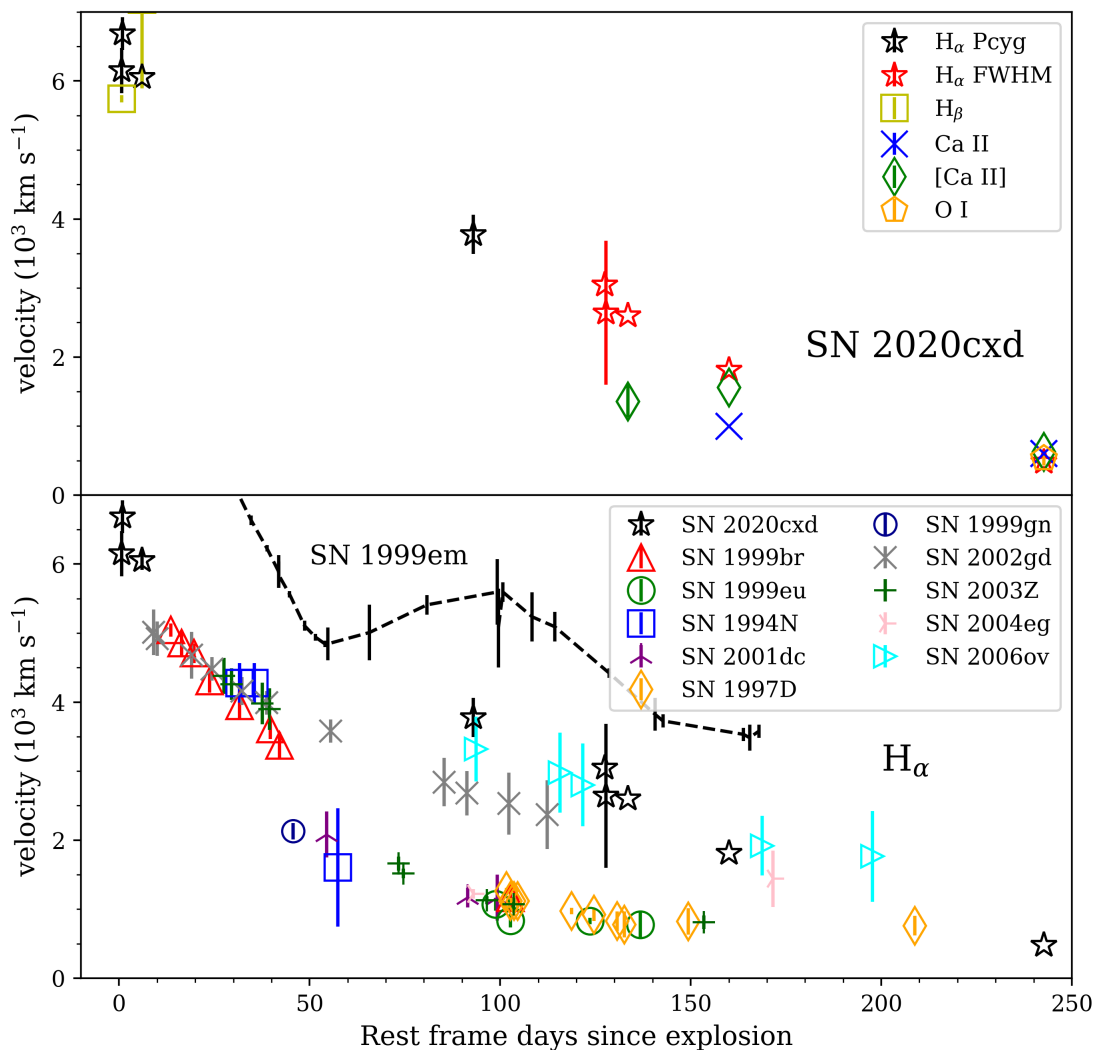 6
4
2
0
velocity (10³ km s⁻¹)
Hα Pcyg
Hα FWHM
Hβ
Ca II
[Ca II]
O I
SN 2020cxd
6
4
2
0
velocity (10³ km s⁻¹)
SN 1999em
SN 2020cxd
SN 1999br
SN 1999eu
SN 1994N
SN 2001dc
SN 1997D
SN 1999gn
SN 2002gd
SN 2003Z
SN 2004eg
SN 2006ov
Hα
0 50 100 150 200 250
Rest frame days since explosion